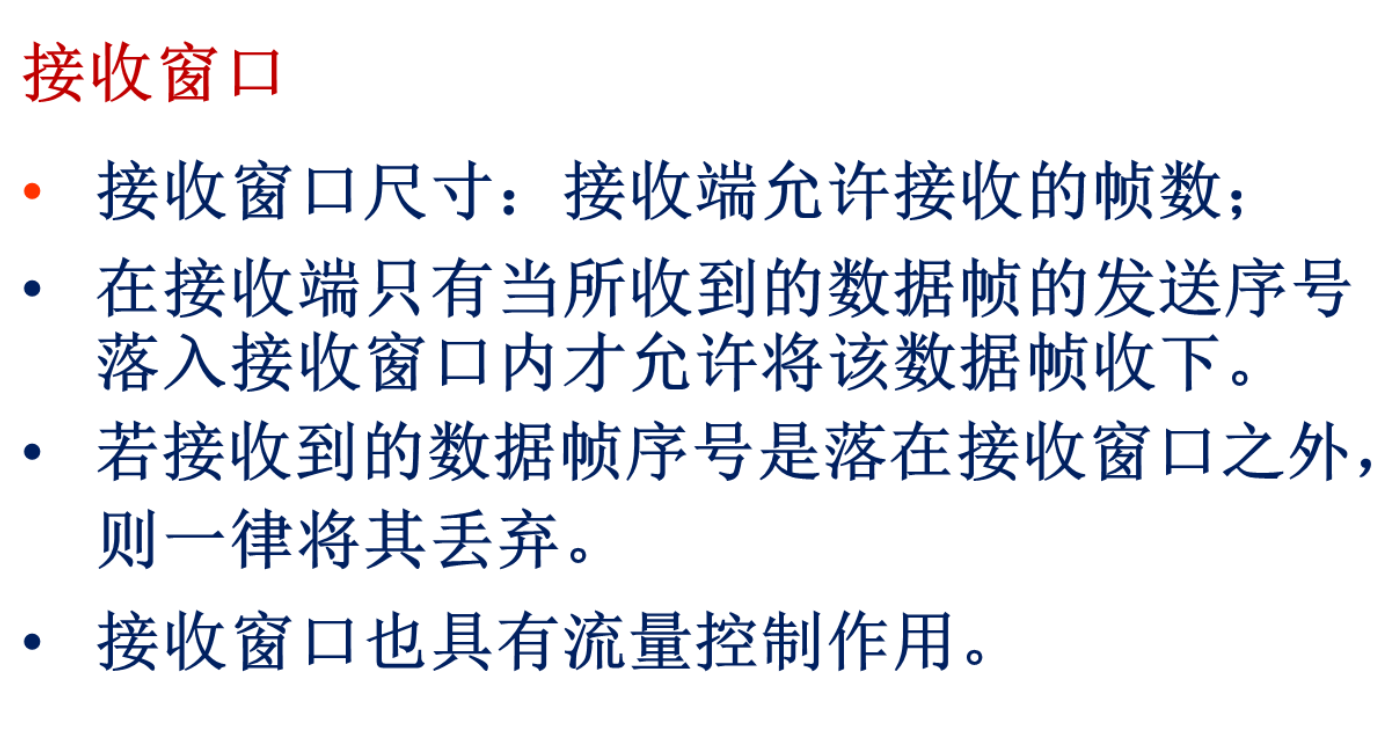 接收窗口
• 接收窗口尺寸：接收端允许接收的帧数；
• 在接收端只有当所收到的数据帧的发送序号
落入接收窗口内才允许将该数据帧收下。
• 若接收到的数据帧序号是落在接收窗口之外，
则一律将其丢弃。
• 接收窗口也具有流量控制作用。